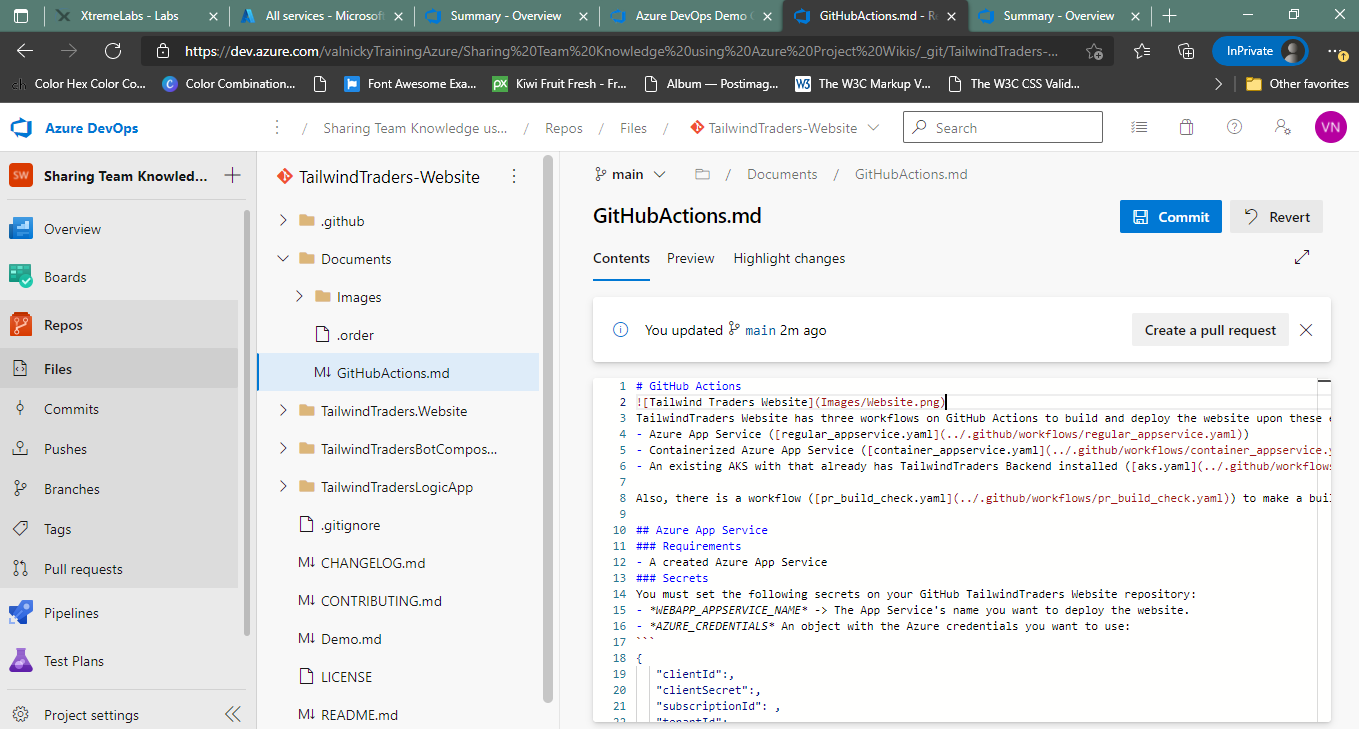 XtremeLabs - Labs
All services - Microsoft
Summary - Overview
Azure DevOps Demo
GitHubActions.md - R
Summary - Overview
https://dev.azure.com/valnickyTrainingAzure/Sharing%20Team%20Knowledge%20using%20Azure%20Project%20Wikis/_git/TailwindTraders-...
InPrivate
ch Color Hex Color Co...
C Color Combination...
Font Awesome Exa...
px Kiwi Fruit Fresh - Fr...
Album — Postimag...
W3 The W3C Markup V...
The W3C CSS Valid...
Other favorites
Azure DevOps
/ Sharing Team Knowledge us... / Repos / Files / TailwindTraders-Website
Search
VN
SW Sharing Team Knowled...
Overview
Boards
Repos
Files
Commits
Pushes
Branches
Tags
Pull requests
Pipelines
Test Plans
Project settings
TailwindTraders-Website
.github
Documents
Images
.order
M↓ GitHubActions.md
TailwindTraders.Website
TailwindTradersBotCompos...
TailwindTradersLogicApp
.gitignore
M↓ CHANGELOG.md
M↓ CONTRIBUTING.md
M↓ Demo.md
LICENSE
M↓ README.md
main / Documents / GitHubActions.md
GitHubActions.md
Commit
Revert
Contents Preview Highlight changes
You updated main 2m ago
Create a pull request
1 # GitHub Actions
2 ![Tailwind Traders Website](Images/Website.png)
3 TailwindTraders Website has three workflows on GitHub Actions to build and deploy the website upon these
4 - Azure App Service ([regular_appservice.yaml](../.github/workflows/regular_appservice.yaml))
5 - Containerized Azure App Service ([container_appservice.yaml](../.github/workflows/container_appservice.y
6 - An existing AKS with that already has TailwindTraders Backend installed ([aks.yaml](../.github/workflows
7
8 Also, there is a workflow ([pr_build_check.yaml](../.github/workflows/pr_build_check.yaml)) to make a buil
9
10 ## Azure App Service
11 ### Requirements
12 - A created Azure App Service
13 ### Secrets
14 You must set the following secrets on your GitHub TailwindTraders Website repository:
15 - *WEBAPP_APPSERVICE_NAME* -> The App Service's name you want to deploy the website.
16 - *AZURE_CREDENTIALS* An object with the Azure credentials you want to use:
17 ```
18 {
19 "clientId":,
20 "clientSecret":,
21 "subscriptionId": ,
22 "tenantId":